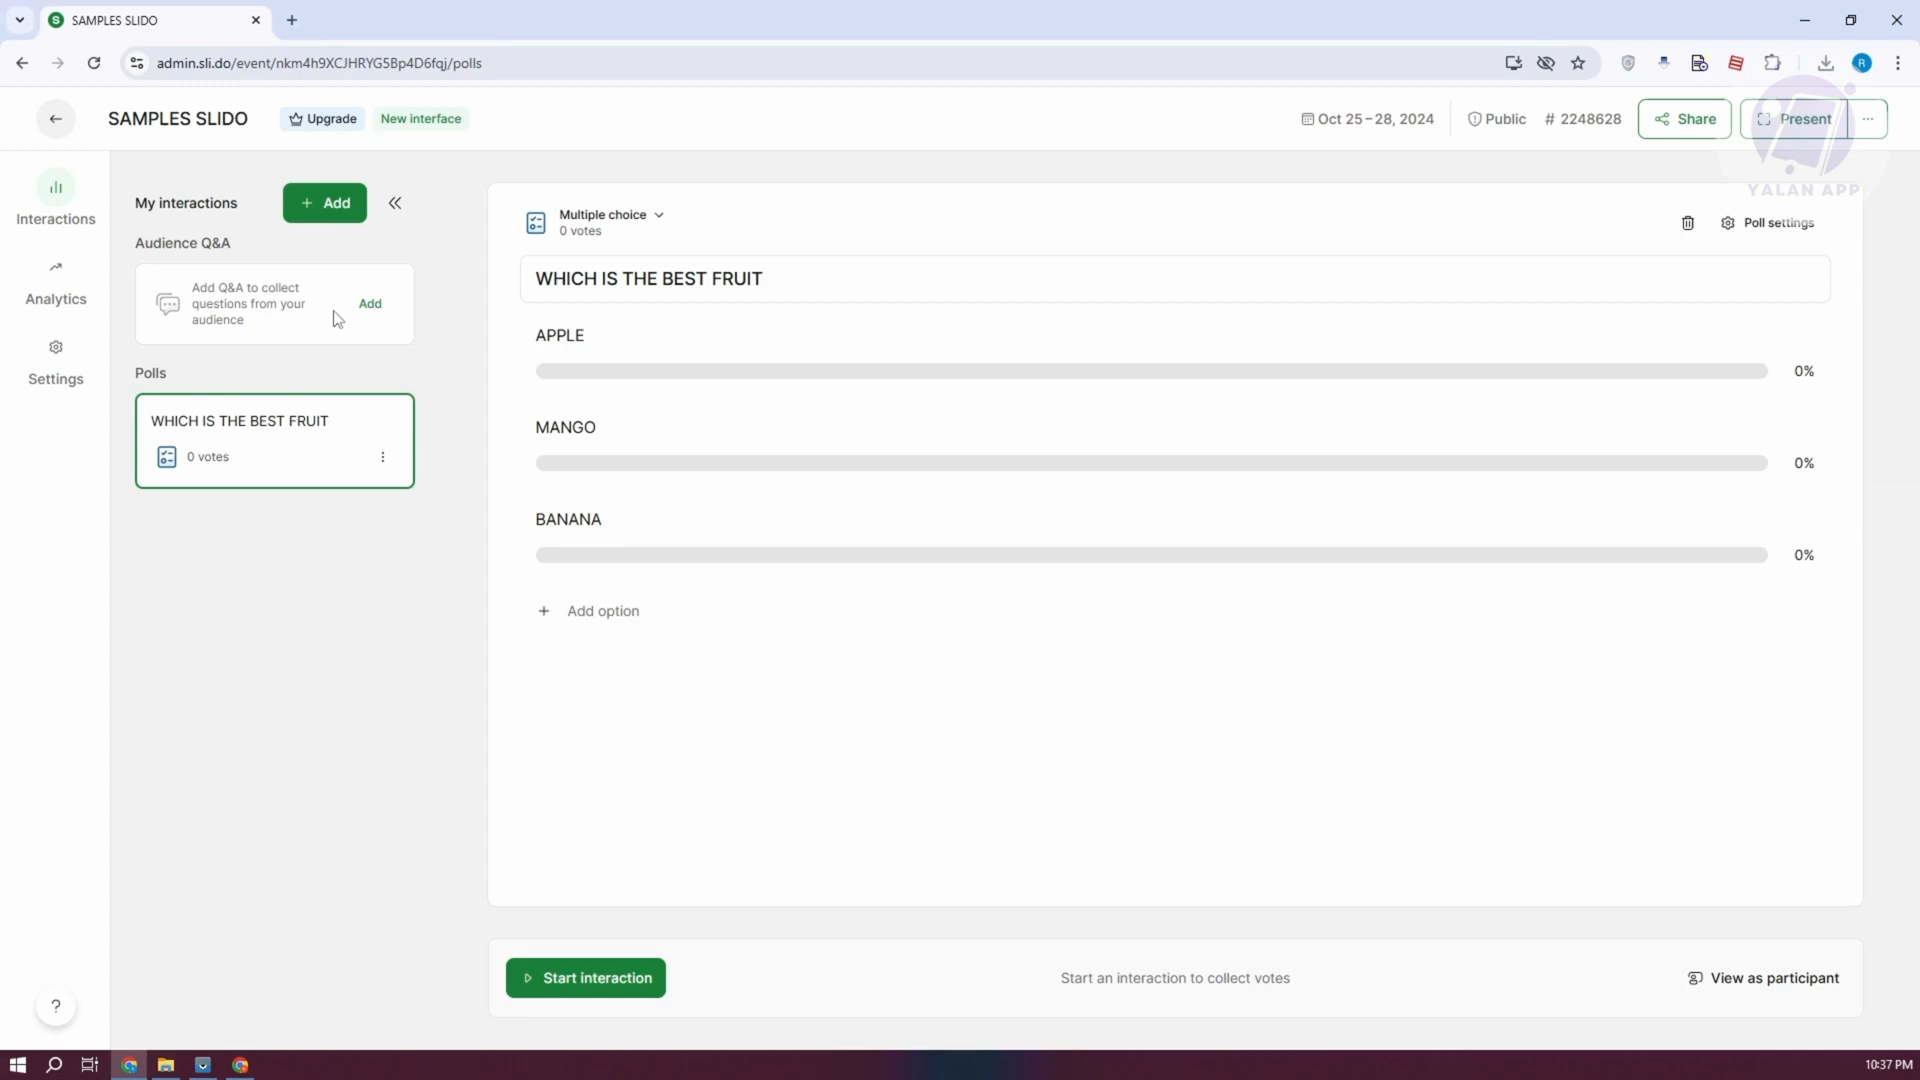 SAMPLES SLIDO
admin.sli.do/event/nkm4h9XCJHRYG5Bp4D6fqj/polls
R
SAMPLES SLIDO
Upgrade
New interface
Oct 25 – 28, 2024
Public
# 2248628
Share
Present
YALAN APP
Interactions
Analytics
Settings
My interactions
+ Add
Audience Q&A
Add Q&A to collect
questions from your
audience
Add
Polls
WHICH IS THE BEST FRUIT
0 votes
Multiple choice
0 votes
Poll settings
WHICH IS THE BEST FRUIT
APPLE
0%
MANGO
0%
BANANA
0%
+ Add option
Start interaction
Start an interaction to collect votes
View as participant
?
10:37 PM